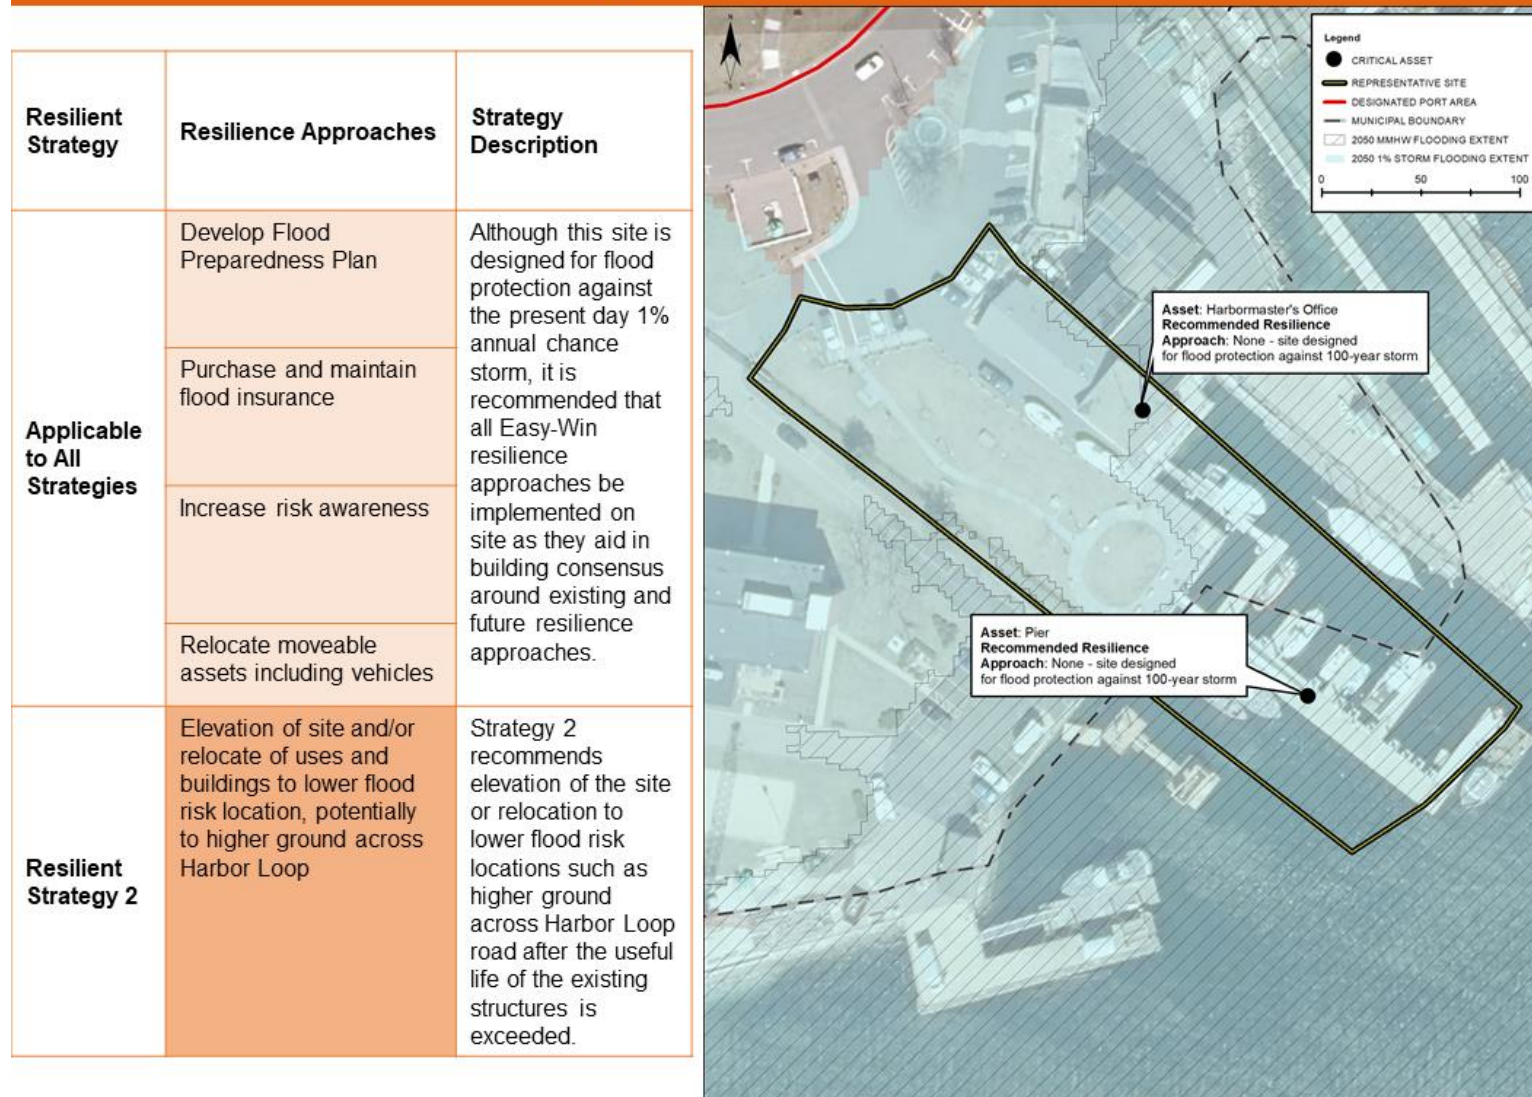 Resilient
Strategy
Resilience Approaches
Strategy
Description
Applicable
to All
Strategies
Develop Flood
Preparedness Plan
Purchase and maintain
flood insurance
Increase risk awareness
Relocate moveable
assets including vehicles
Although this site is
designed for flood
protection against
the present day 1%
annual chance
storm, it is
recommended that
all Easy-Win
resilience
approaches be
implemented on
site as they aid in
building consensus
around existing and
future resilience
approaches.
Resilient
Strategy 2
Elevation of site and/or
relocate of uses and
buildings to lower flood
risk location, potentially
to higher ground across
Harbor Loop
Strategy 2
recommends
elevation of the site
or relocation to
lower flood risk
locations such as
higher ground
across Harbor Loop
road after the useful
life of the existing
structures is
exceeded.
N
Legend
CRITICAL ASSET
REPRESENTATIVE SITE
DESIGNATED PORT AREA
MUNICIPAL BOUNDARY
2050 MMHW FLOODING EXTENT
2050 1% STORM FLOODING EXTENT
0 50 100
Asset: Harbormaster's Office
Recommended Resilience
Approach: None - site designed
for flood protection against 100-year storm
Asset: Pier
Recommended Resilience
Approach: None - site designed
for flood protection against 100-year storm